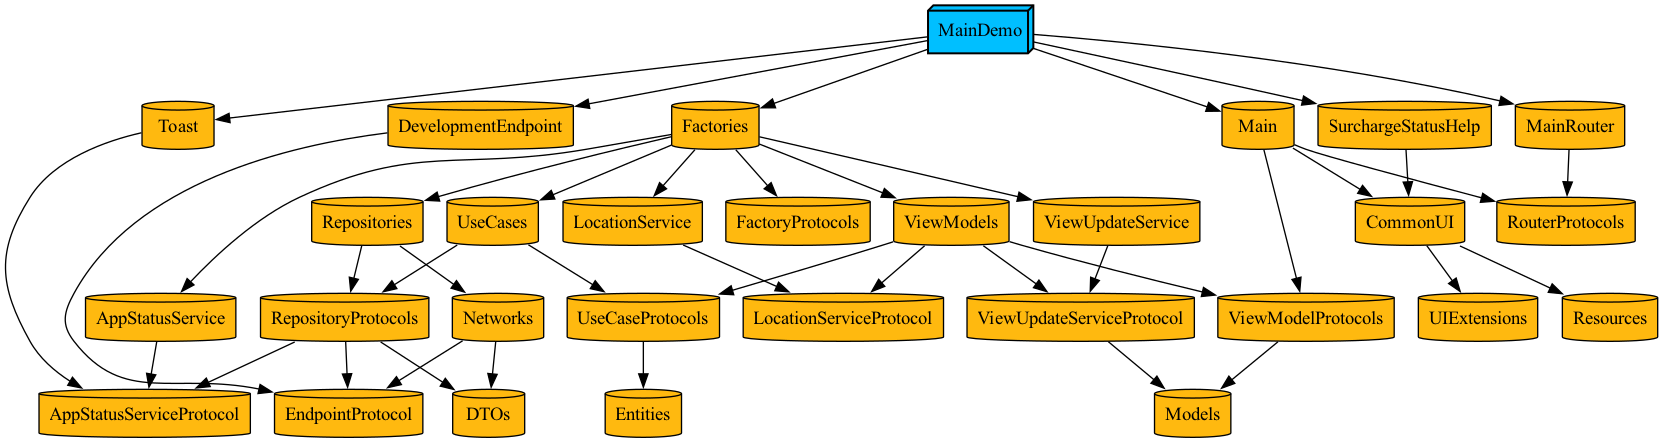 MainDemo
Toast
DevelopmentEndpoint
Factories
Main
SurchargeStatusHelp
MainRouter
Repositories
UseCases
LocationService
FactoryProtocols
ViewModels
ViewUpdateService
CommonUI
RouterProtocols
AppStatusService
RepositoryProtocols
Networks
UseCaseProtocols
LocationServiceProtocol
ViewUpdateServiceProtocol
ViewModelProtocols
UIExtensions
Resources
AppStatusServiceProtocol
EndpointProtocol
DTOs
Entities
Models